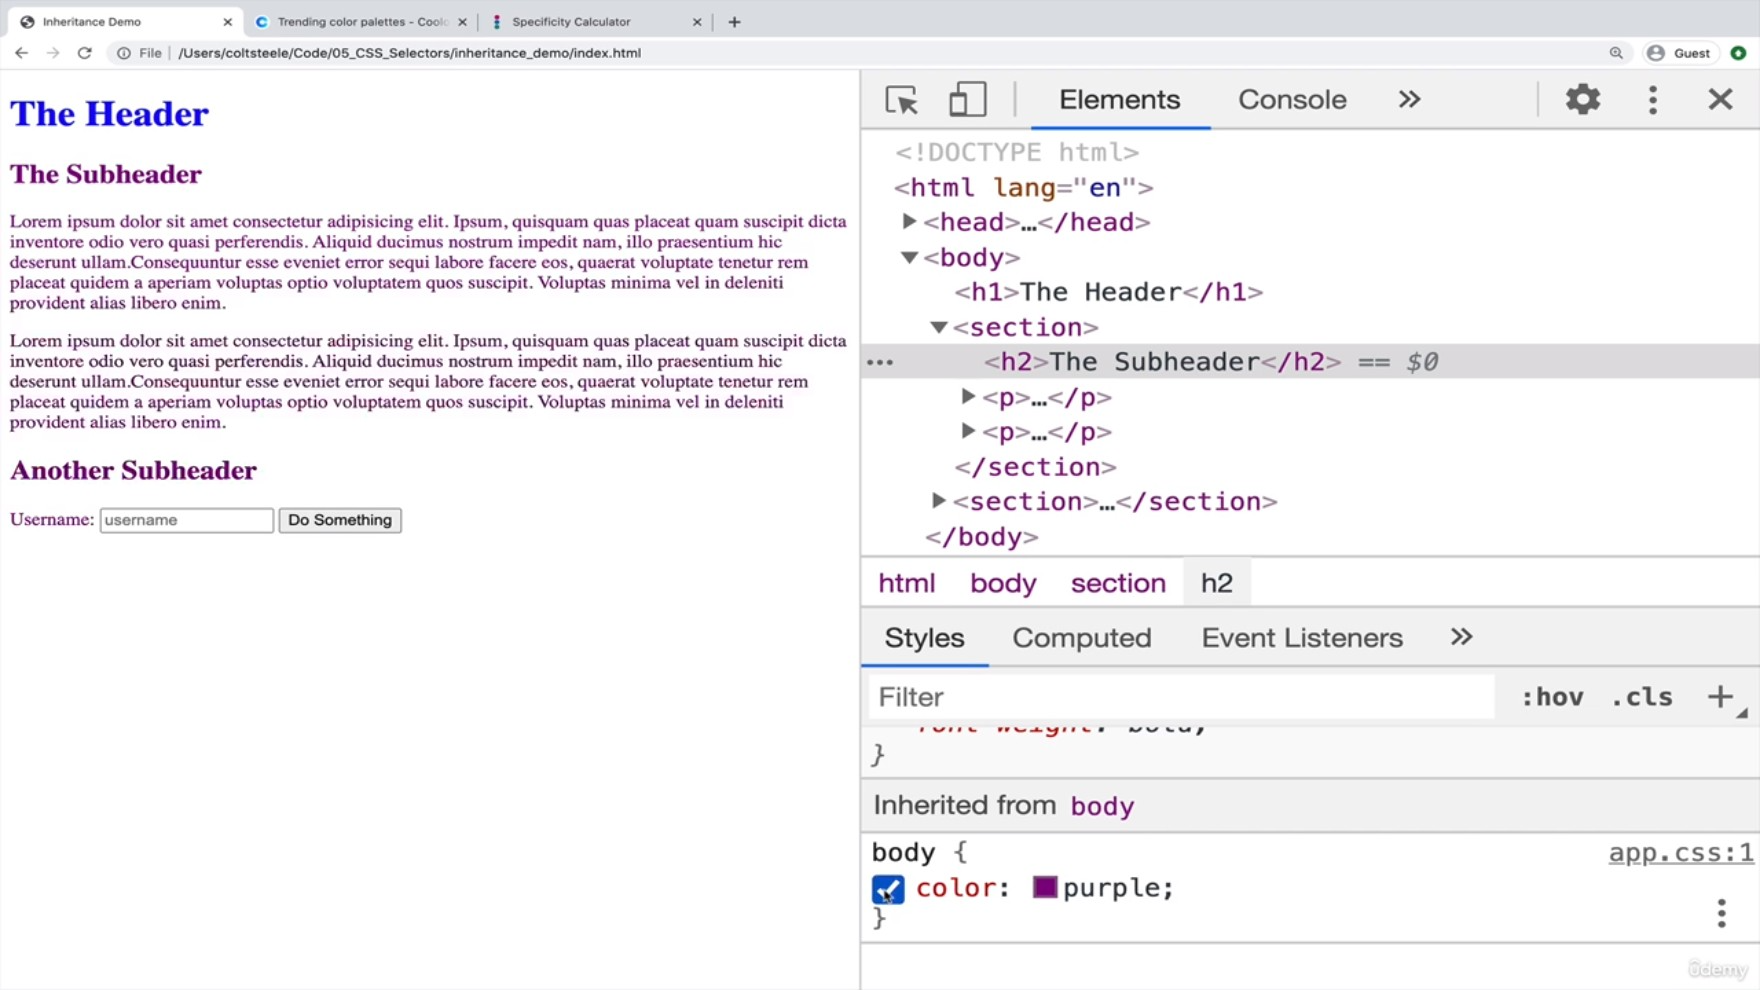 Inheritance Demo
Trending color palettes - Coolo
Specificity Calculator
File
/Users/coltsteele/Code/05_CSS_Selectors/inheritance_demo/index.html
Guest
The Header
The Subheader
Lorem ipsum dolor sit amet consectetur adipisicing elit. Ipsum, quisquam quas placeat quam suscipit dicta
inventore odio vero quasi perferendis. Aliquid ducimus nostrum impedit nam, illo praesentium hic
deserunt ullam.Consequuntur esse eveniet error sequi labore facere eos, quaerat voluptate tenetur rem
placeat quidem a aperiam voluptas optio voluptatem quos suscipit. Voluptas minima vel in deleniti
provident alias libero enim.
Lorem ipsum dolor sit amet consectetur adipisicing elit. Ipsum, quisquam quas placeat quam suscipit dicta
inventore odio vero quasi perferendis. Aliquid ducimus nostrum impedit nam, illo praesentium hic
deserunt ullam.Consequuntur esse eveniet error sequi labore facere eos, quaerat voluptate tenetur rem
placeat quidem a aperiam voluptas optio voluptatem quos suscipit. Voluptas minima vel in deleniti
provident alias libero enim.
Another Subheader
Username: username Do Something
Elements Console
<!DOCTYPE html>
<html lang="en">
<head>…</head>
<body>
<h1>The Header</h1>
<section>
<h2>The Subheader</h2> == $0
<p>…</p>
<p>…</p>
</section>
<section>…</section>
</body>
html body section h2
Styles Computed Event Listeners
Filter :hov .cls
font-weight: bold;
}
Inherited from body
body { app.css:1
color: purple;
}
ûdemy